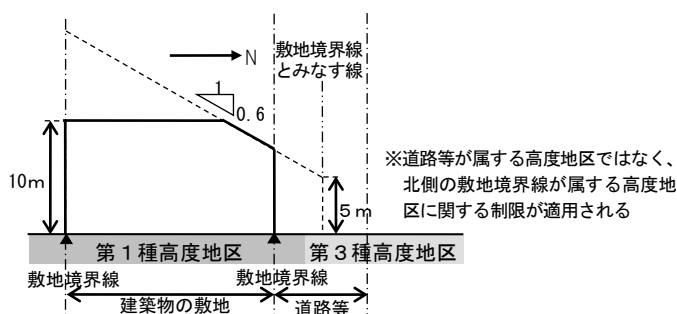 N
敷地境界線
とみなす線
1
0.6
10m
5m
※道路等が属する高度地区ではなく、
北側の敷地境界線が属する高度地
区に関する制限が適用される
第1種高度地区
第3種高度地区
敷地境界線
敷地境界線
建築物の敷地
道路等